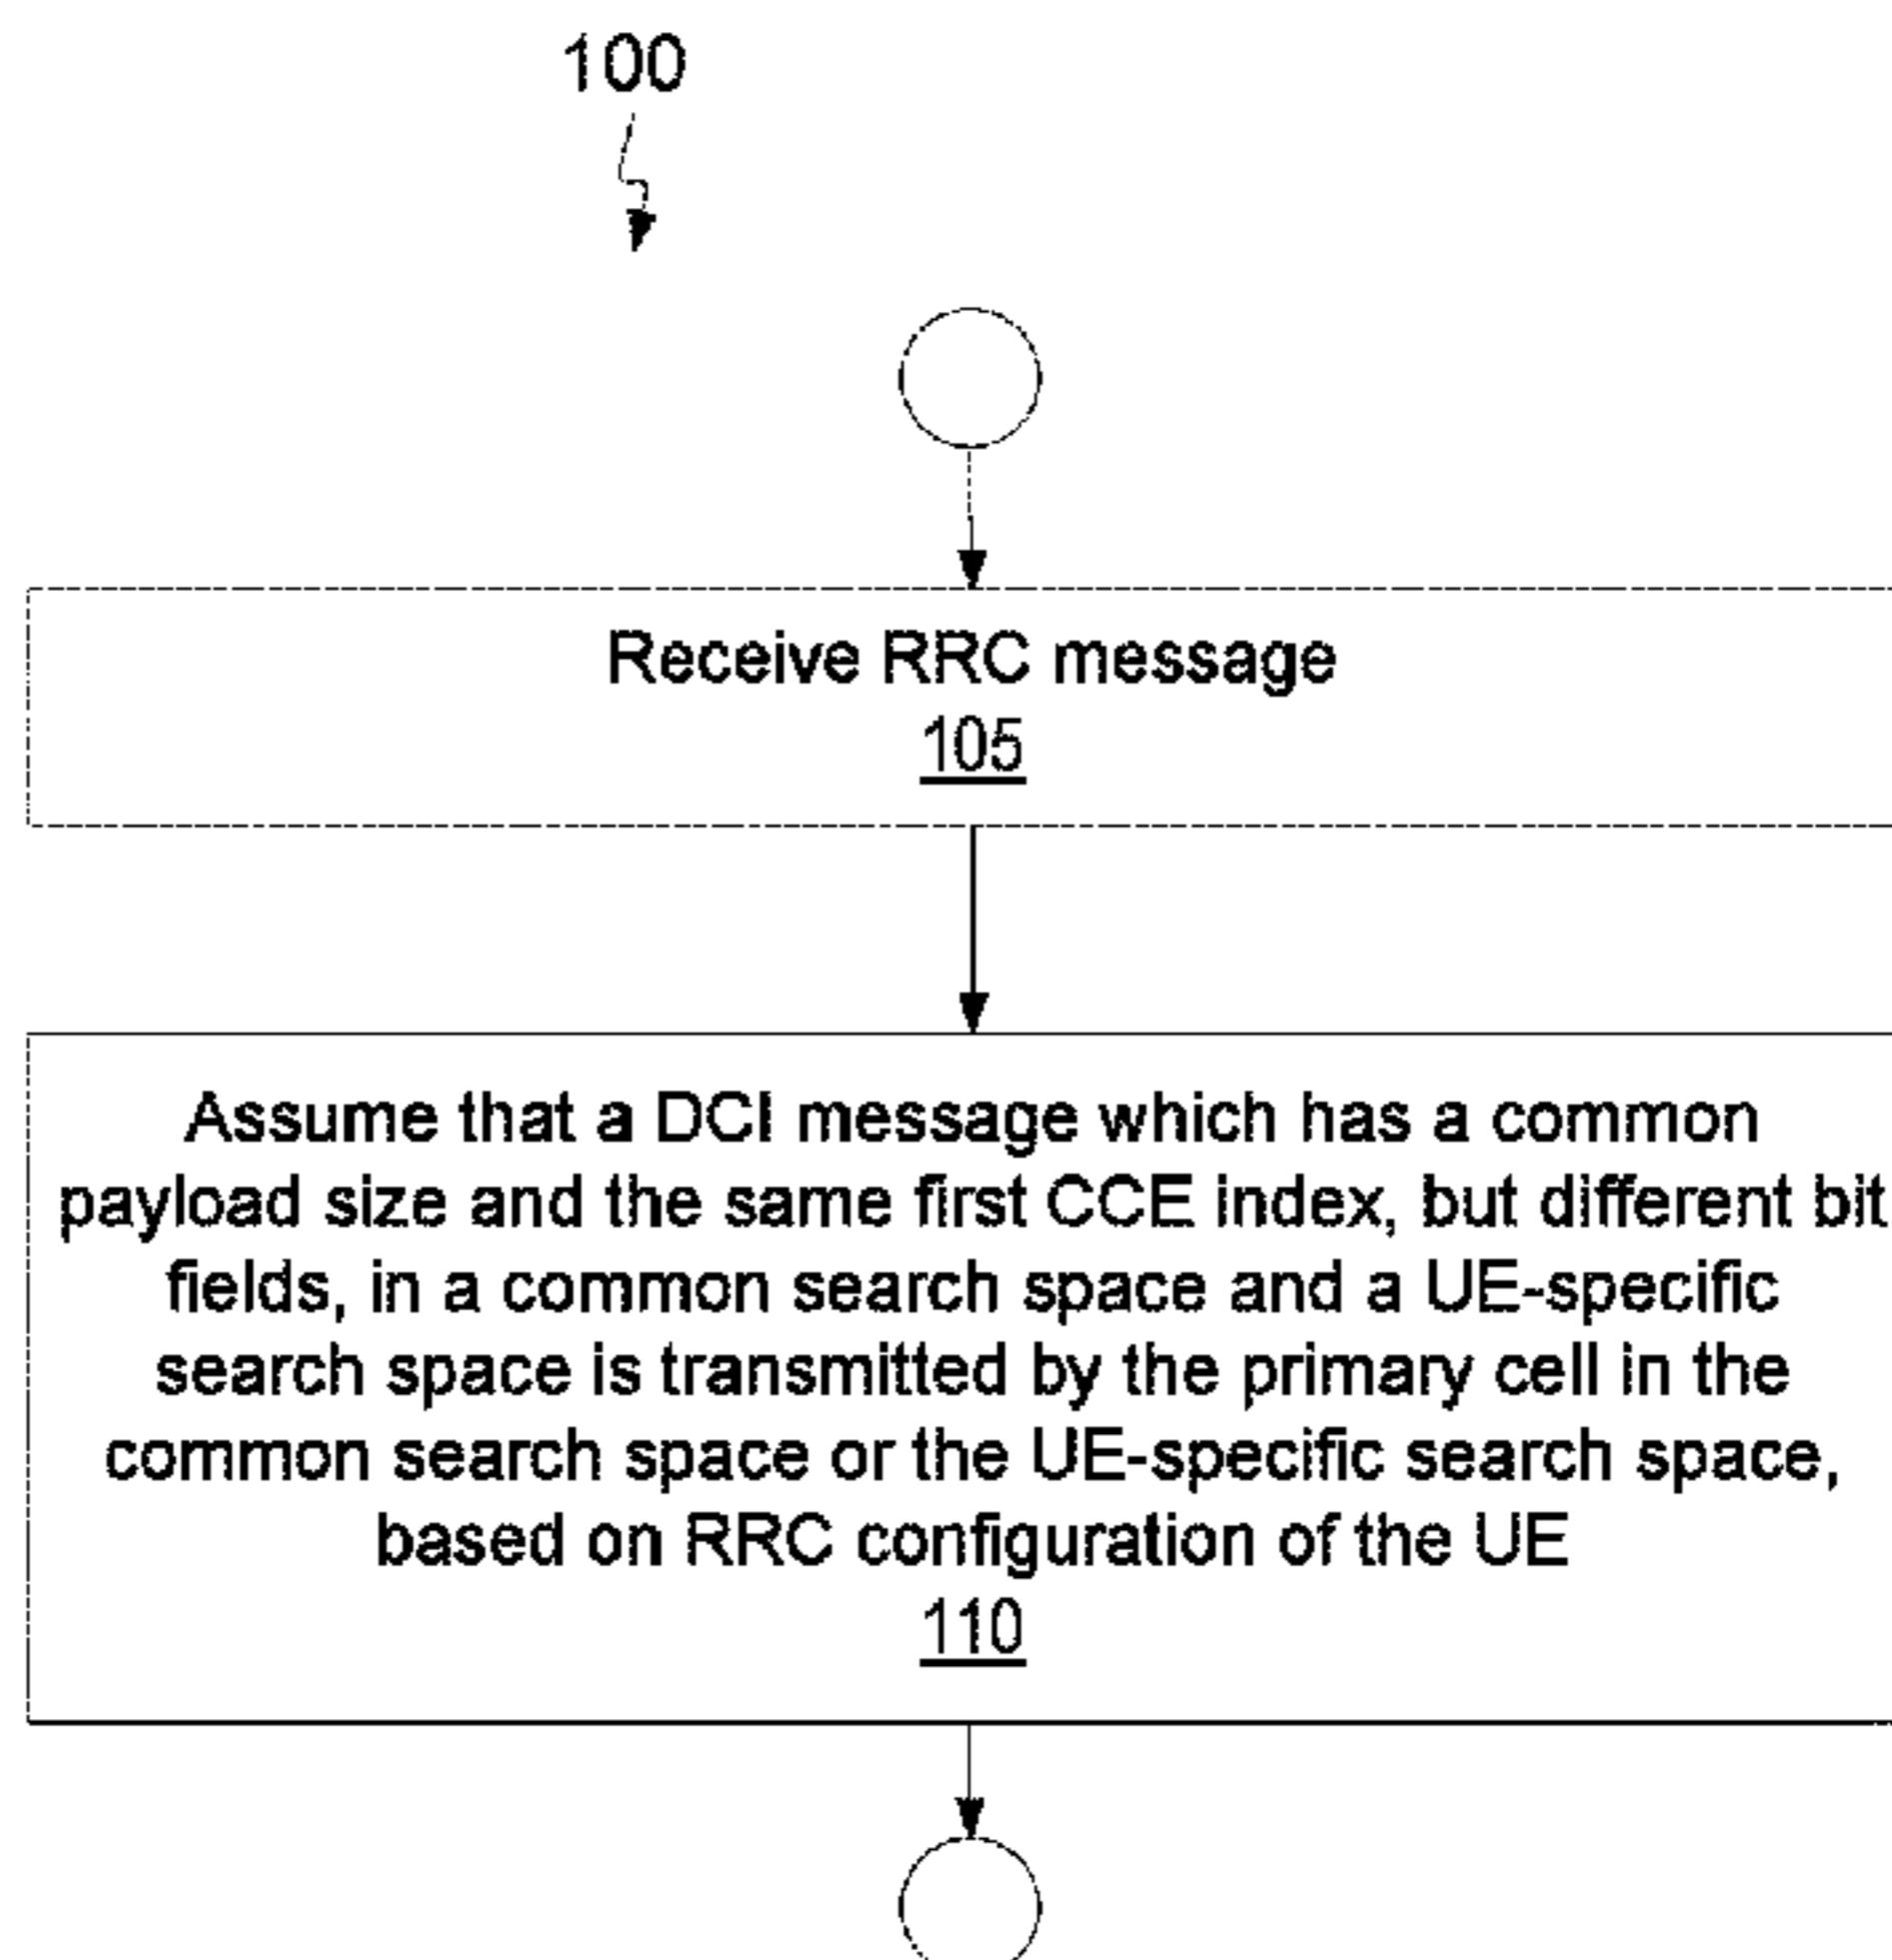 100
Receive RRC message
105
Assume that a DCI message which has a common
payload size and the same first CCE index, but different bit
fields, in a common search space and a UE-specific
search space is transmitted by the primary cell in the
common search space or the UE-specific search space,
based on RRC configuration of the UE
110